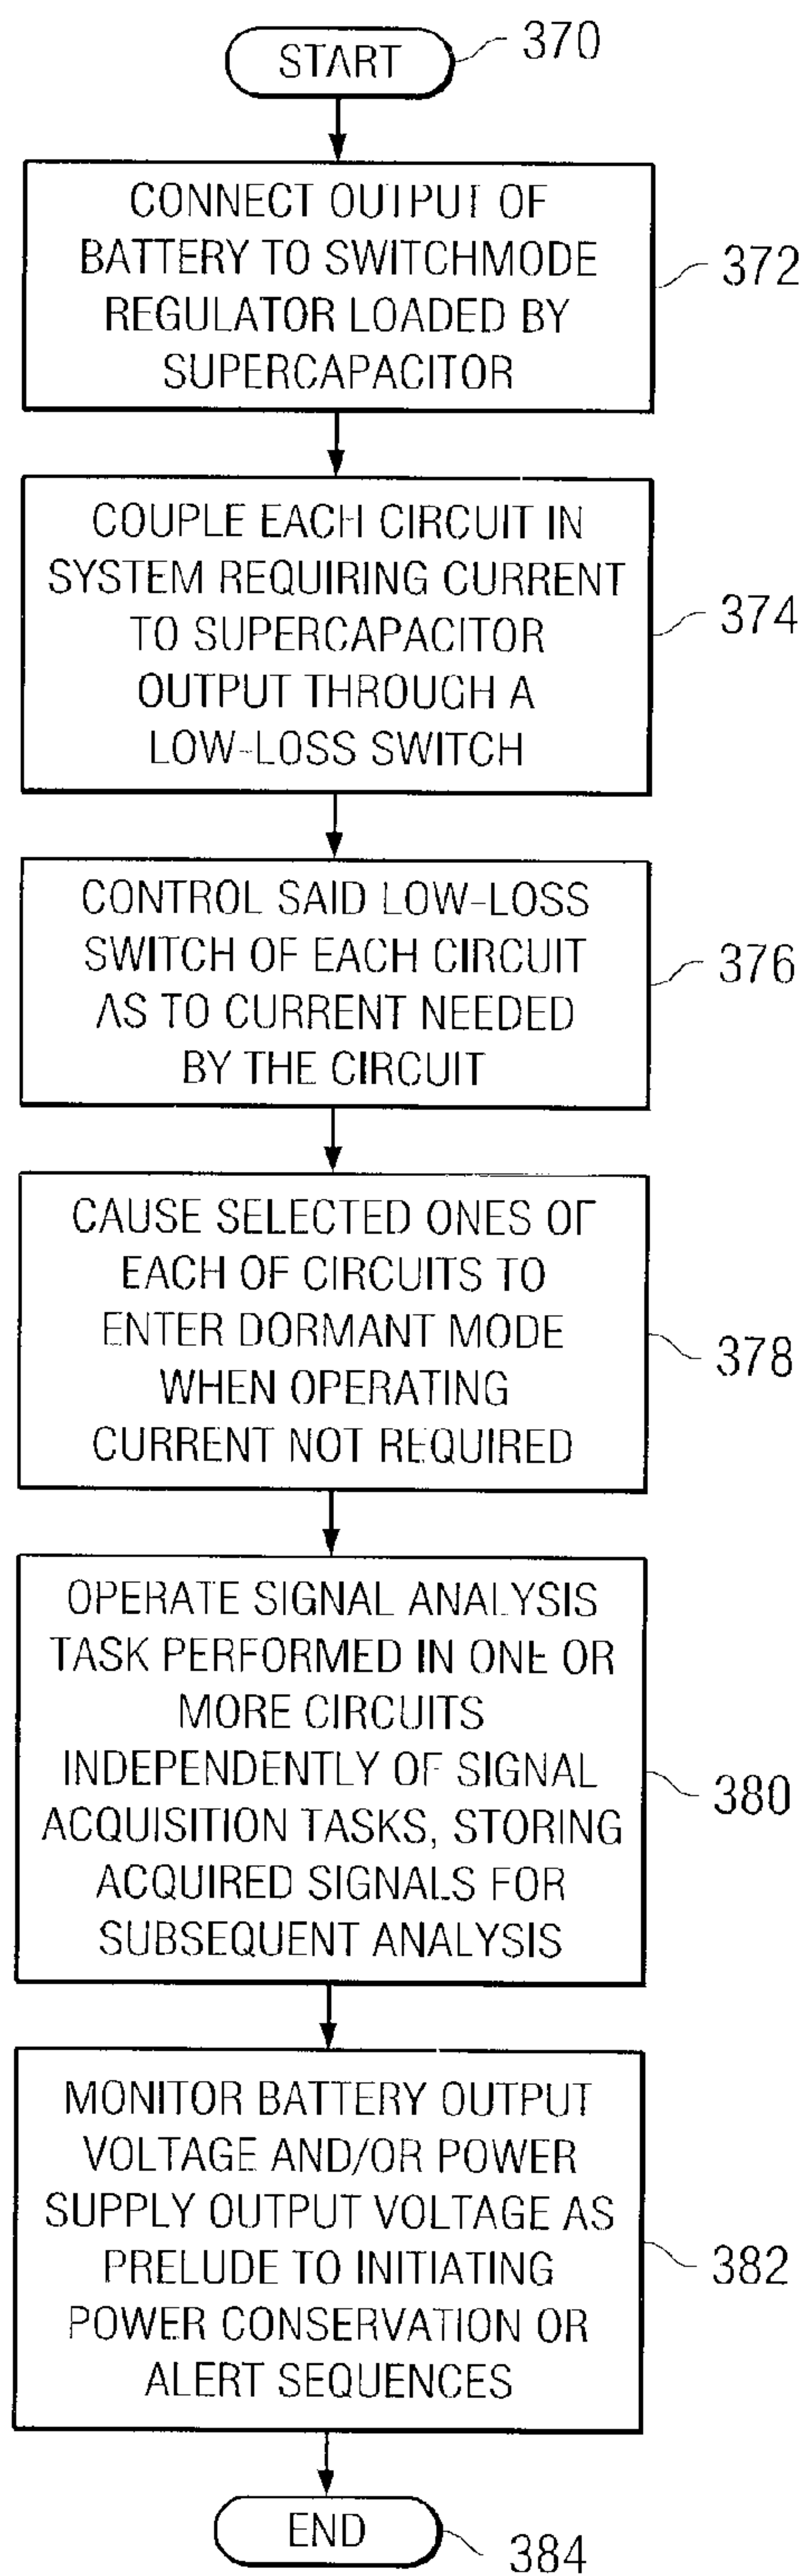 START
370
CONNECT OUTPUT OF
BATTERY TO SWITCHMODE
REGULATOR LOADED BY
SUPERCAPACITOR
372
COUPLE EACH CIRCUIT IN
SYSTEM REQUIRING CURRENT
TO SUPERCAPACITOR
OUTPUT THROUGH A
LOW-LOSS SWITCH
374
CONTROL SAID LOW-LOSS
SWITCH OF EACH CIRCUIT
AS TO CURRENT NEEDED
BY THE CIRCUIT
376
CAUSE SELECTED ONES OF
EACH OF CIRCUITS TO
ENTER DORMANT MODE
WHEN OPERATING
CURRENT NOT REQUIRED
378
OPERATE SIGNAL ANALYSIS
TASK PERFORMED IN ONE OR
MORE CIRCUITS
INDEPENDENTLY OF SIGNAL
ACQUISITION TASKS, STORING
ACQUIRED SIGNALS FOR
SUBSEQUENT ANALYSIS
380
MONITOR BATTERY OUTPUT
VOLTAGE AND/OR POWER
SUPPLY OUTPUT VOLTAGE AS
PRELUDE TO INITIATING
POWER CONSERVATION OR
ALERT SEQUENCES
382
END
384